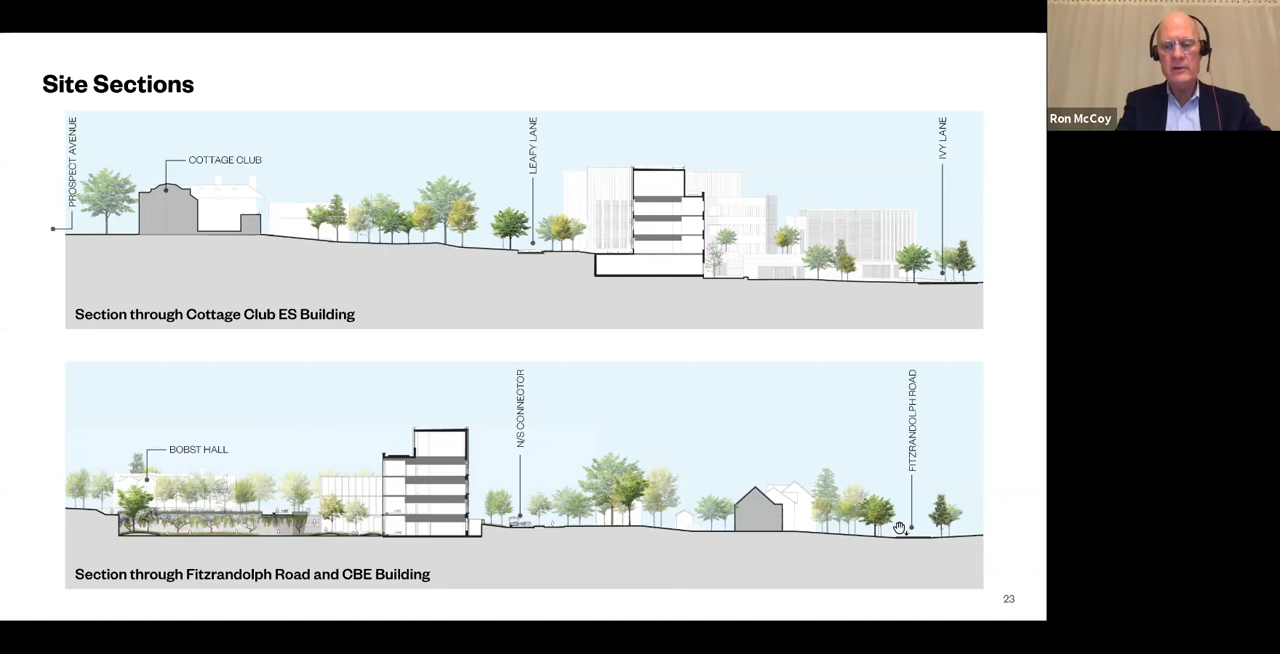 Site Sections
PROSPECT AVENUE
COTTAGE CLUB
LEAFY LANE
IVY LANE
Section through Cottage Club ES Building
BOBST HALL
N/S CONNECTOR
FITZRANDOLPH ROAD
Section through Fitzrandolph Road and CBE Building
23
Ron McCoy